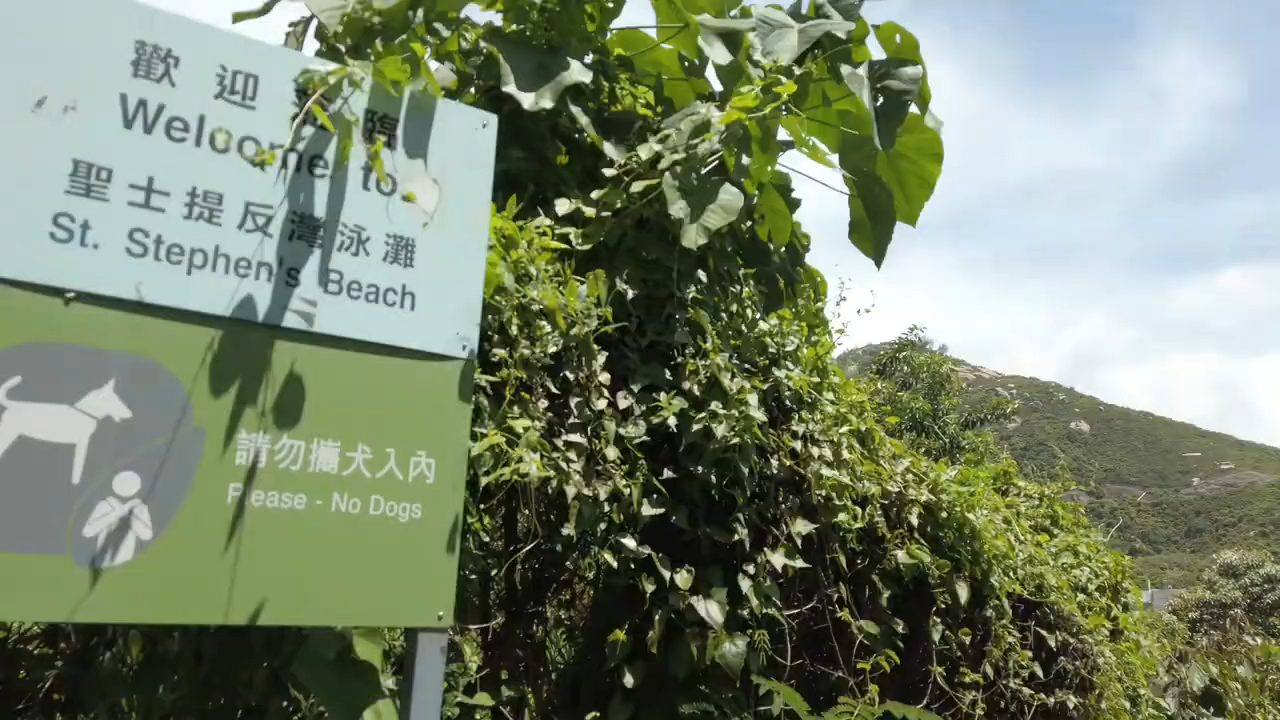 歡迎臨
Welcome to
聖士提反灣泳灘
St. Stephen's Beach
請勿攜犬入內
Please - No Dogs